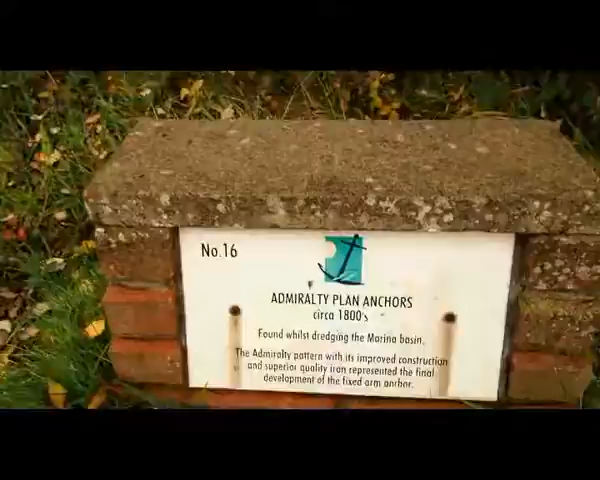 No.16
ADMIRALTY PLAN ANCHORS
circa 1800's
Found whilst dredging the Marina basin.
The Admiralty pattern with its improved construction
and superior quality iron represented the final
development of the fixed arm anchor.